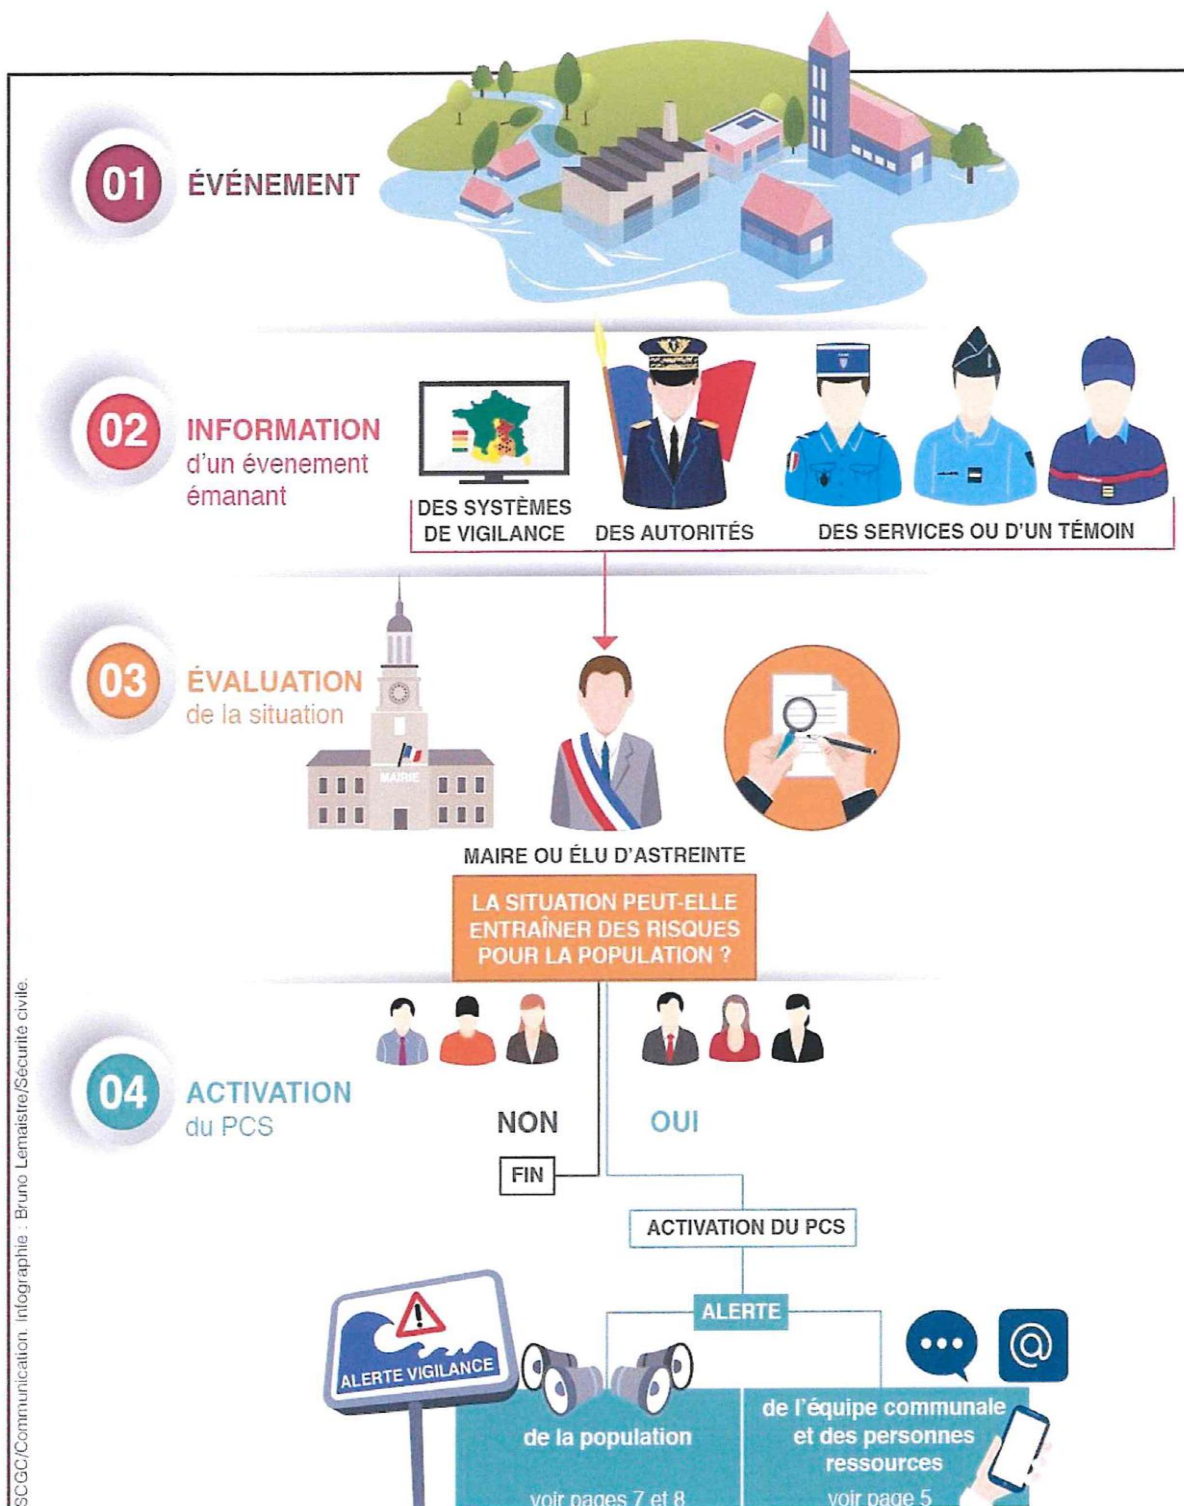 01 ÉVÉNEMENT
02 INFORMATION
d'un évenement
émanant
DES SYSTÈMES
DE VIGILANCE
DES AUTORITÉS
DES SERVICES OU D'UN TÉMOIN
03 ÉVALUATION
de la situation
MAIRIE
MAIRE OU ÉLU D'ASTREINTE
LA SITUATION PEUT-ELLE
ENTRAÎNER DES RISQUES
POUR LA POPULATION ?
04 ACTIVATION
du PCS
NON
OUI
FIN
ACTIVATION DU PCS
ALERTE
ALERTE VIGILANCE
de la population
voir pages 7 et 8
de l'équipe communale
et des personnes
ressources
voir page 5
SCGC/Communication. Infographie : Bruno Lemaistre/Sécurité civile.